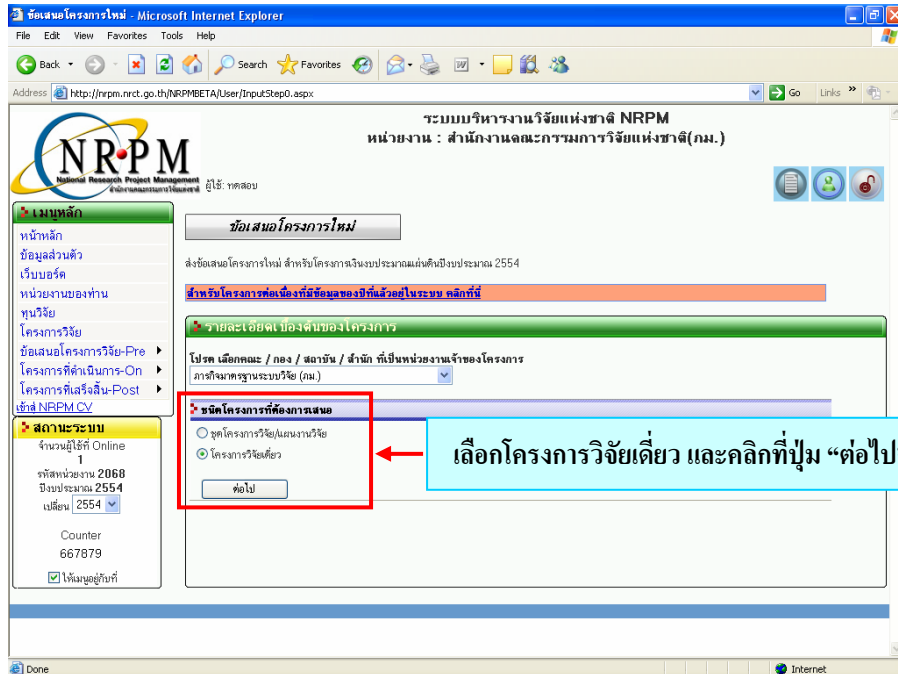 ข้อเสนอโครงการใหม่ - Microsoft Internet Explorer
File Edit View Favorites Tools Help
Back Search Favorites
Address http://nrpm.nrct.go.th/NRPMBETA/User/InputStep0.aspx Go Links
ระบบบริหารงานวิจัยแห่งชาติ NRPM
หน่วยงาน : สำนักงานคณะกรรมการวิจัยแห่งชาติ(ภม.)
NRPM
National Research Project Management
สำนักงานคณะกรรมการวิจัยแห่งชาติ
ผู้ใช้: ทดสอบ
เมนูหลัก
หน้าหลัก
ข้อมูลส่วนตัว
เว็บบอร์ด
หน่วยงานของท่าน
ทุนวิจัย
โครงการวิจัย
ข้อเสนอโครงการวิจัย-Pre
โครงการที่ดำเนินการ-On
โครงการที่เสร็จสิ้น-Post
เข้าสู่ NRPM CV
สถานะระบบ
จำนวนผู้ใช้ที่ Online
1
รหัสหน่วยงาน 2068
ปีงบประมาณ 2554
เปลี่ยน 2554
Counter
667879
ให้เมนูอยู่กับที่
ข้อเสนอโครงการใหม่
ส่งข้อเสนอโครงการใหม่ สำหรับโครงการเงินงบประมาณแผ่นดินปีงบประมาณ 2554
สำหรับโครงการต่อเนื่องที่มีข้อมูลของปีที่แล้วอยู่ในระบบ คลิกที่นี่
รายละเอียดเบื้องต้นของโครงการ
โปรด เลือกคณะ / กอง / สถาบัน / สำนัก ที่เป็นหน่วยงานเจ้าของโครงการ
ภารกิจมาตรฐานระบบวิจัย (ภม.)
ชนิดโครงการที่ต้องการเสนอ
ชุดโครงการวิจัย/แผนงานวิจัย
โครงการวิจัยเดี่ยว
ต่อไป
เลือกโครงการวิจัยเดี่ยว และคลิกที่ปุ่ม “ต่อไป
Done Internet